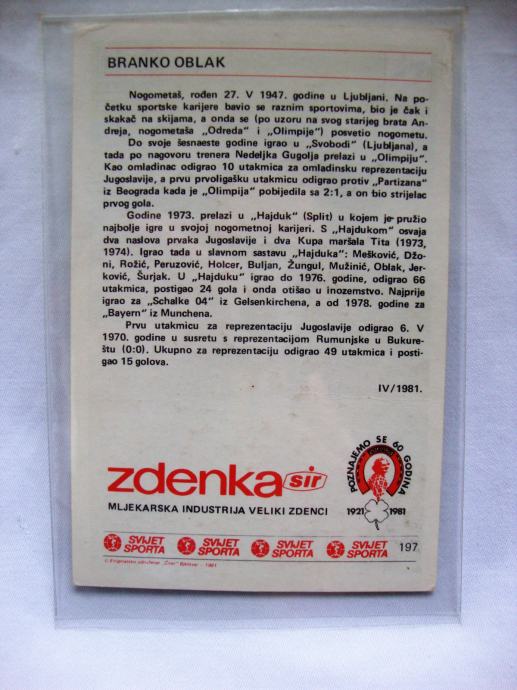 BRANKO OBLAK
Nogometaš, rođen 27. V 1947. godine u Ljubljani. Na po-
četku sportske karijere bavio se raznim sportovima, bio je čak i
skakač na skijama, a onda se (po uzoru na svog starijeg brata An-
dreja, nogometaša „Odreda" i „Olimpije") posvetio nogometu.
Do svoje šesnaeste godine igrao u „Svobodi" (Ljubljana), a
tada po nagovoru trenera Nedeljka Gugolja prelazi u „Olimpiju".
Kao omladinac odigrao 10 utakmica za omladinsku reprezentaciju
Jugoslavije, a prvu prvoligašku utakmicu odigrao protiv „Partizana"
iz Beograda kada je „Olimpija" pobijedila sa 2:1, a on bio strijelac
prvog gola.
Godine 1973. prelazi u „Hajduk" (Split) u kojem je pružio
najbolje igre u svojoj nogometnoj karijeri. S „Hajdukom" osvaja
dva naslova prvaka Jugoslavije i dva Kupa maršala Tita (1973,
1974). Igrao tada u slavnom sastavu „Hajduka": Mešković, Džo-
ni, Rožić, Peruzović, Holcer, Buljan, Žungul, Mužinić, Oblak, Jer-
ković, Šurjak. U „Hajduku" igrao do 1976. godine, odigrao 66
utakmica, postigao 24 gola i onda otišao u inozemstvo. Najprije
igrao za „Schalke 04" iz Gelsenkirchena, a od 1978. godine za
„Bayern" iz Munchena.
Prvu utakmicu za reprezentaciju Jugoslavije odigrao 6. V
1970. godine u susretu s reprezentacijom Rumunjske u Bukure-
štu (0:0). Ukupno za reprezentaciju odigrao 49 utakmica i posti-
gao 15 golova.
IV/1981.
zdenka sir
MLJEKARSKA INDUSTRIJA VELIKI ZDENCI
POZNAJEMO SE 60 GODINA
1921 1981
SVIJET SPORTA SVIJET SPORTA SVIJET SPORTA SVIJET SPORTA 197